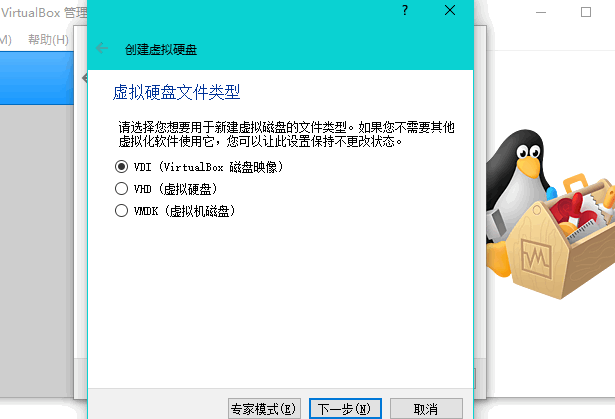 VirtualBox 管理
?
M)
帮助(H)
创建虚拟硬盘
虚拟硬盘文件类型
请选择您想要用于新建虚拟磁盘的文件类型。如果您不需要其他
虚拟化软件使用它，您可以让此设置保持不更改状态。
VDI (VirtualBox 磁盘映像)
VHD (虚拟硬盘)
VMDK (虚拟机磁盘)
专家模式(E)
下一步(N)
取消